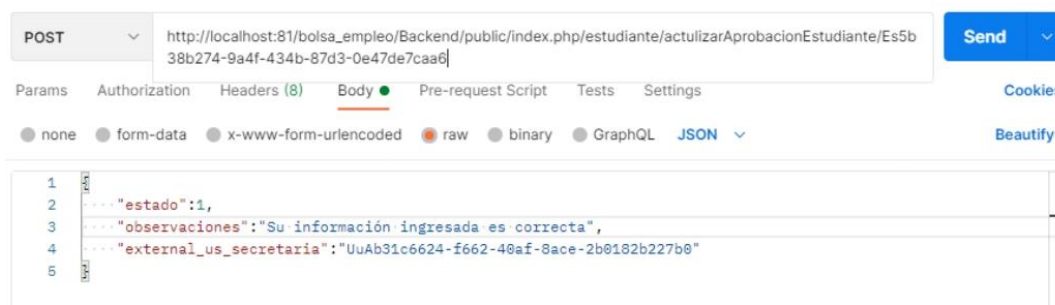 POST
http://localhost:81/bolsa_empleo/Backend/public/index.php/estudiante/actulizarAprobacionEstudiante/Es5b
38b274-9a4f-434b-87d3-0e47de7caa6
Send
Params Authorization Headers (8) Body Pre-request Script Tests Settings Cookies
none form-data x-www-form-urlencoded raw binary GraphQL JSON Beautify
1 {
2 "estado":1,
3 "observaciones":"Su información ingresada es correcta",
4 "external_us_secretaria":"UuAb31c6624-f662-40af-8ace-2b0182b227b0"
5 }